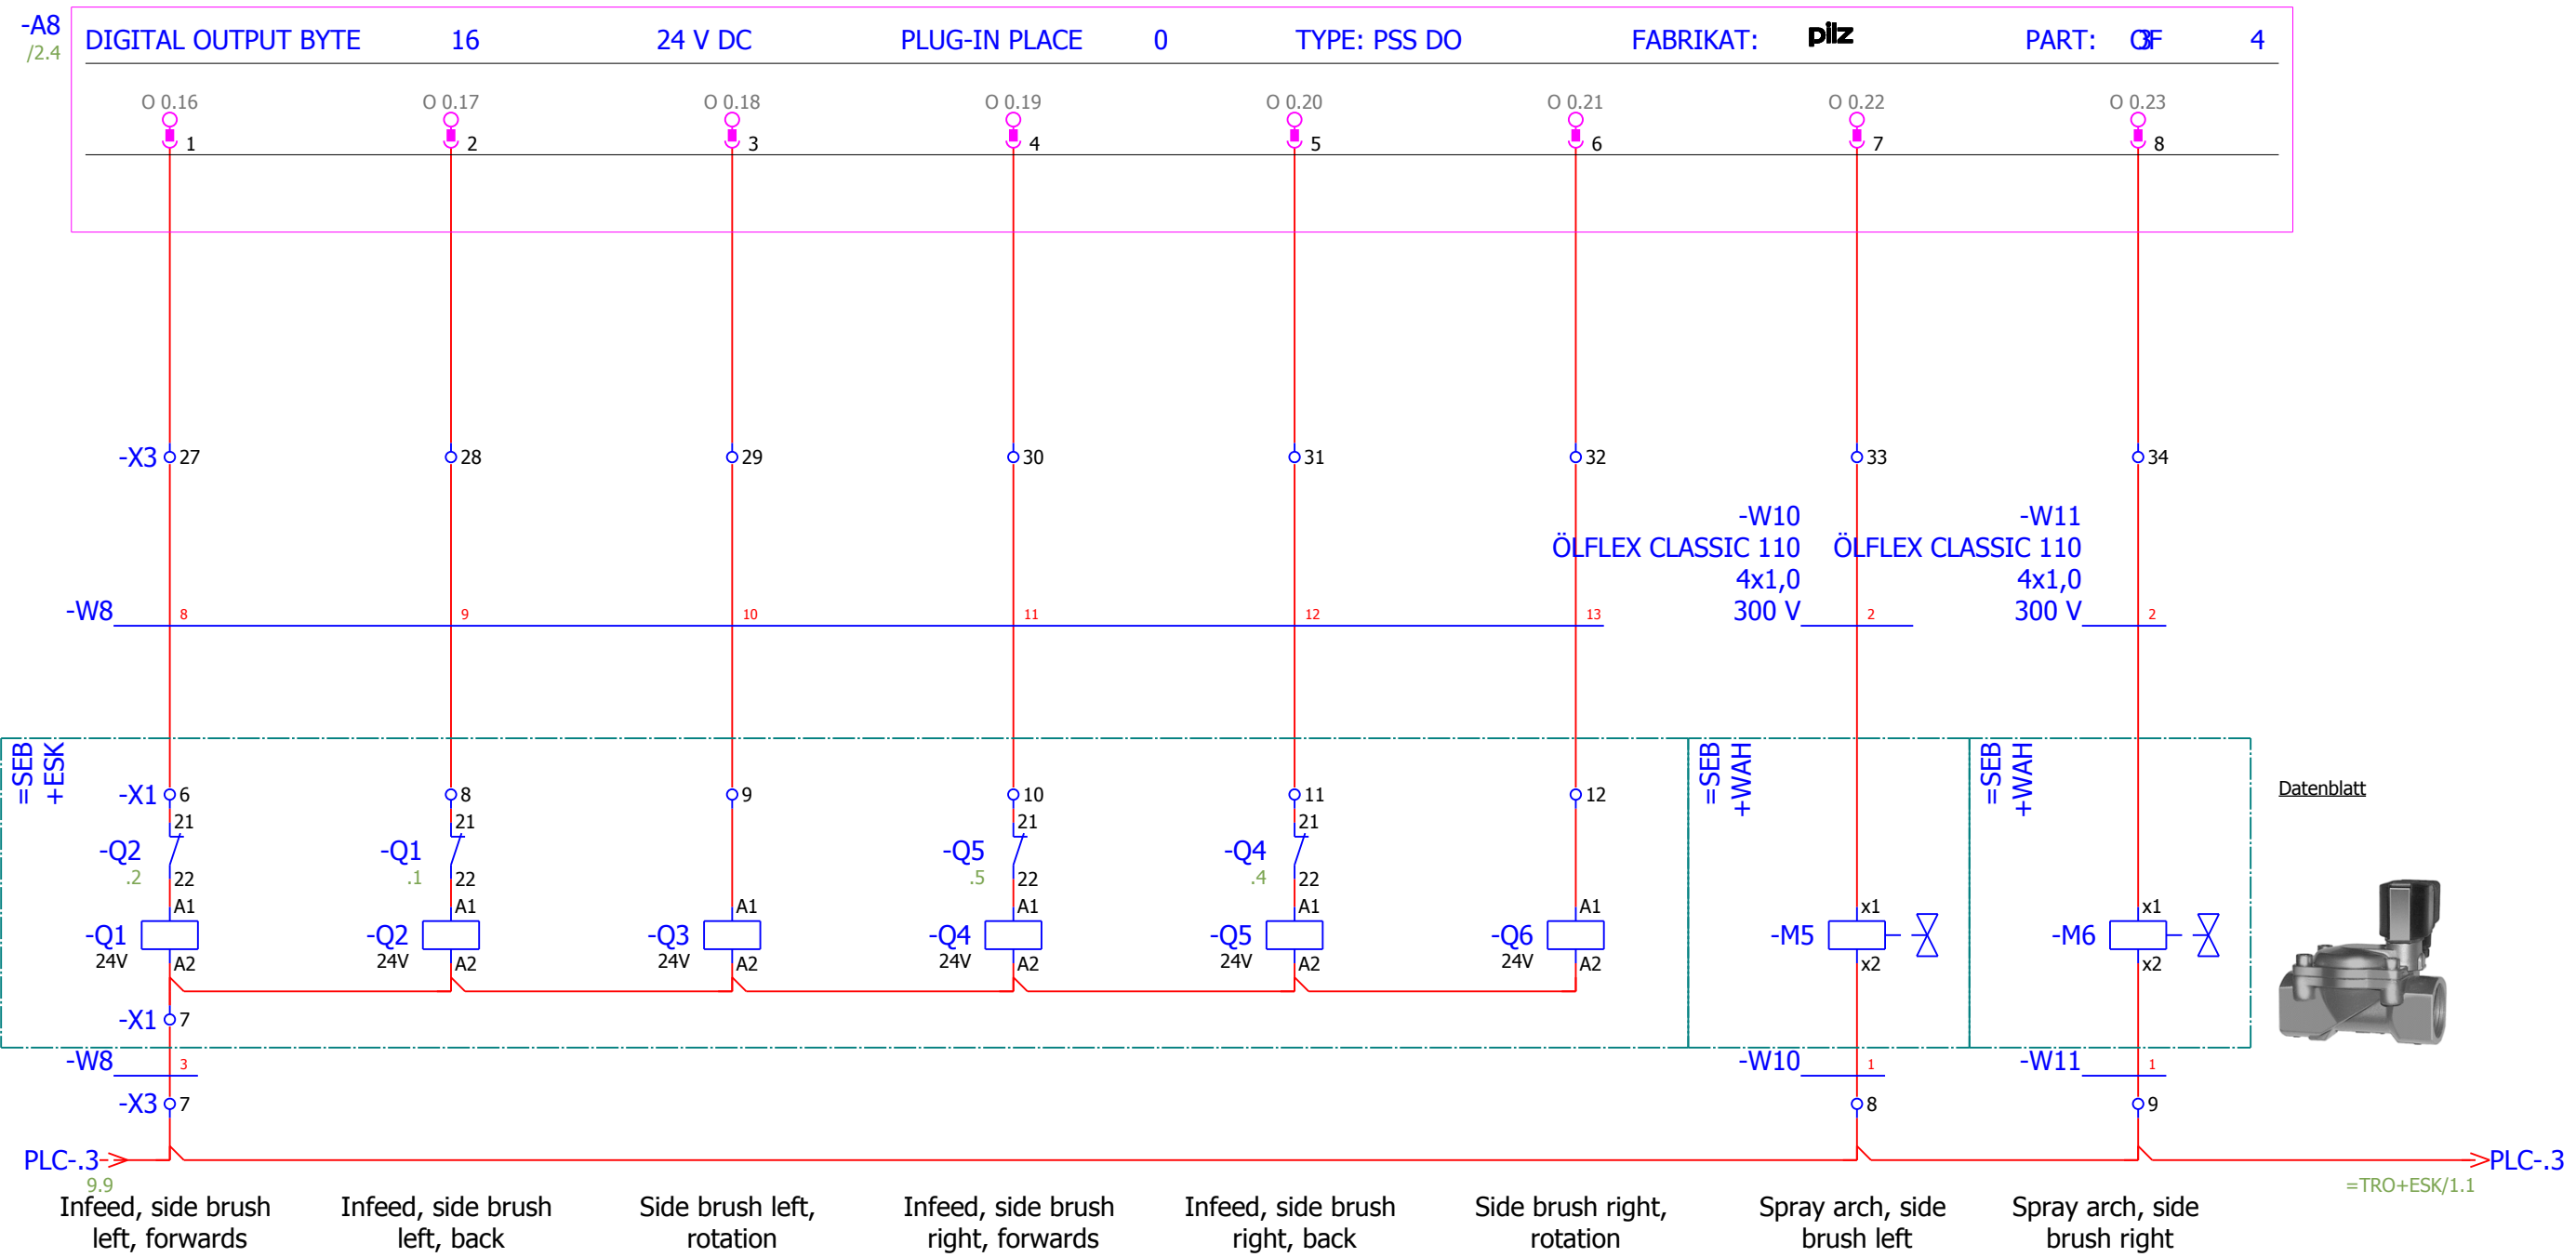 -A8
/2.4
DIGITAL OUTPUT BYTE 16 24 V DC PLUG-IN PLACE 0 TYPE: PSS DO FABRIKAT: pilz PART: 3 OF 4
O 0.16 O 0.17 O 0.18 O 0.19 O 0.20 O 0.21 O 0.22 O 0.23
1 2 3 4 5 6 7 8
-X3 27 28 29 30 31 32 33 34
-W10 -W11
ÖLFLEX CLASSIC 110 ÖLFLEX CLASSIC 110
4x1,0 4x1,0
300 V 300 V
-W8 8 9 10 11 12 13 2 2
=SEB
+ESK
=SEB
+WAH
=SEB
+WAH
Datenblatt
-X1 6 8 9 10 11 12
21 21 21 21
-Q2 -Q1 -Q5 -Q4
.2 .1 .5 .4
22 22 22 22
A1 A1 A1 A1 A1 A1 x1 x1
-Q1 -Q2 -Q3 -Q4 -Q5 -Q6 -M5 -M6
24V 24V 24V 24V 24V 24V
A2 A2 A2 A2 A2 A2 x2 x2
-X1 7
-W8 3 -W10 1 -W11 1
-X3 7 8 9
PLC-.3 PLC-.3
9.9 =TRO+ESK/1.1
Infeed, side brush
left, forwards
Infeed, side brush
left, back
Side brush left,
rotation
Infeed, side brush
right, forwards
Infeed, side brush
right, back
Side brush right,
rotation
Spray arch, side
brush left
Spray arch, side
brush right